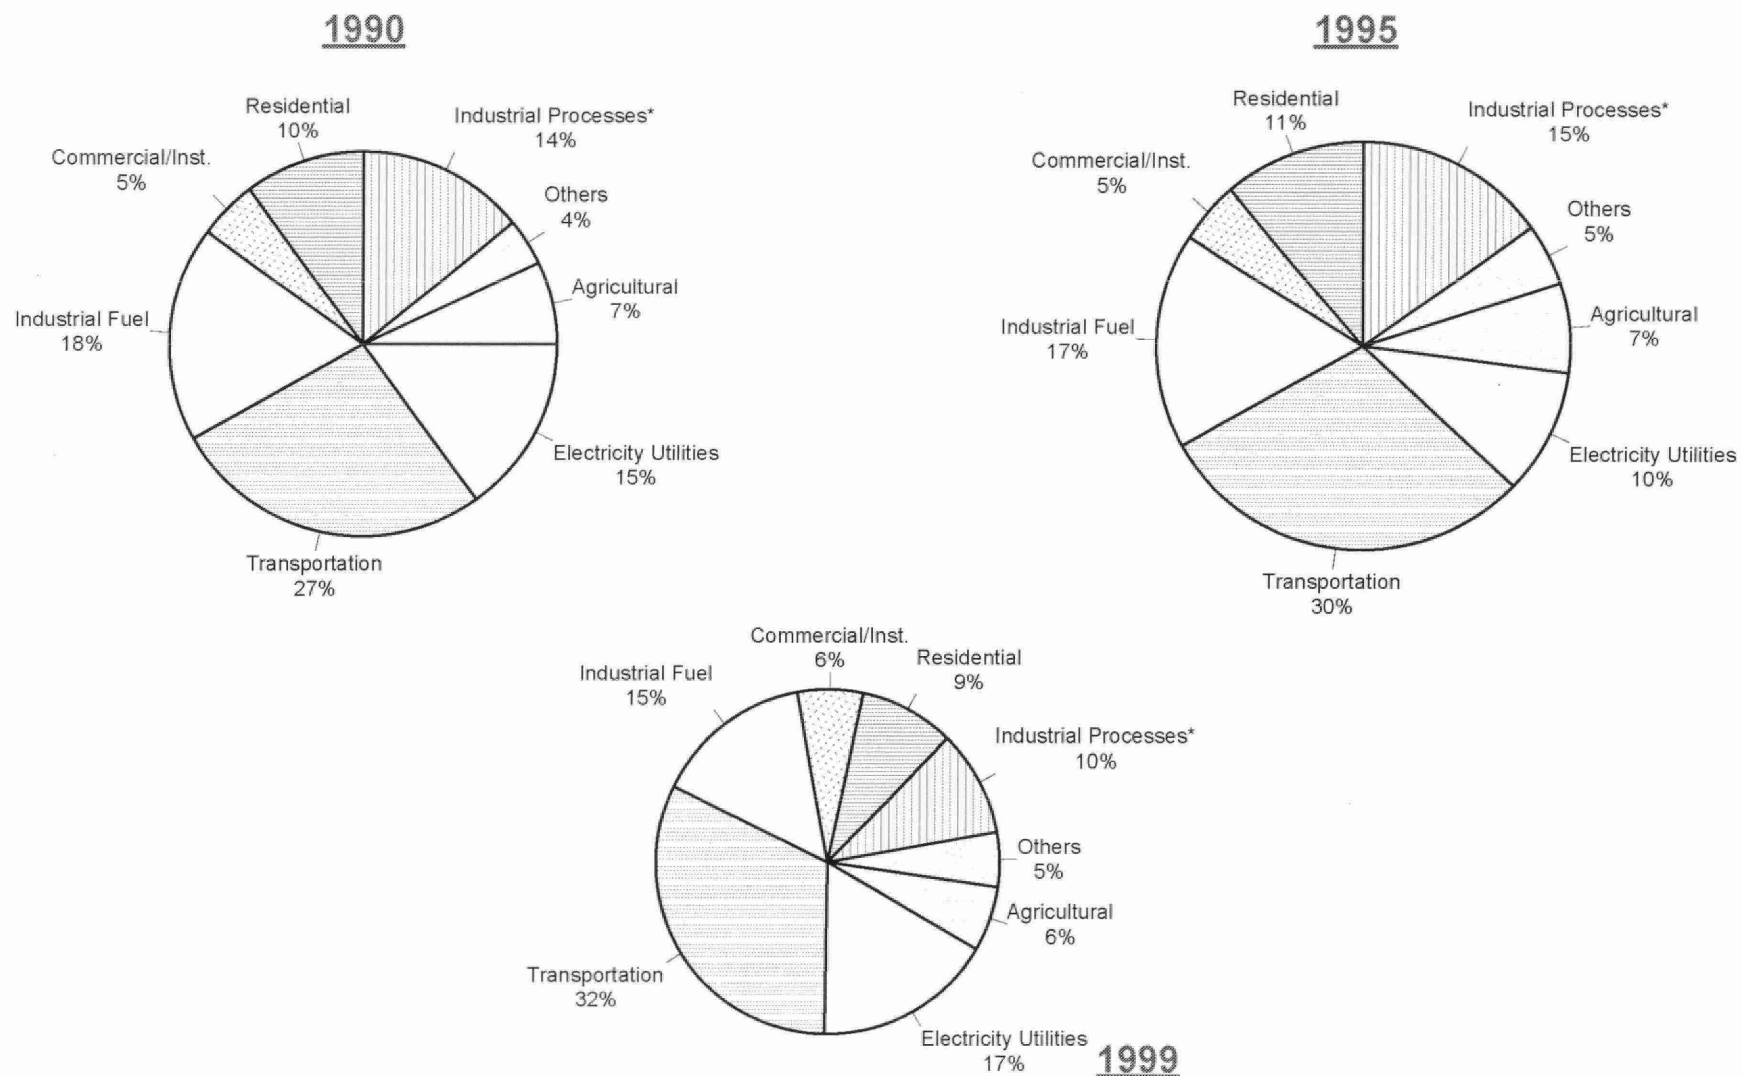 1990
Residential
10%
Industrial Processes*
14%
Commercial/Inst.
5%
Others
4%
Agricultural
7%
Industrial Fuel
18%
Electricity Utilities
15%
Transportation
27%
1995
Residential
11%
Industrial Processes*
15%
Commercial/Inst.
5%
Others
5%
Agricultural
7%
Industrial Fuel
17%
Electricity Utilities
10%
Transportation
30%
Commercial/Inst.
6%
Residential
9%
Industrial Fuel
15%
Industrial Processes*
10%
Others
5%
Agricultural
6%
Transportation
32%
Electricity Utilities
17%
1999